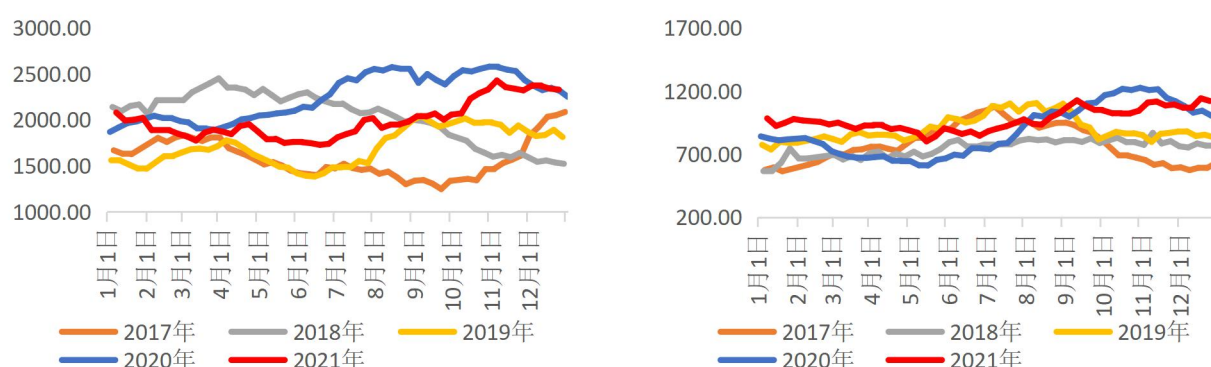 3000.00
2500.00
2000.00
1500.00
1000.00
1月1日
2月1日
3月1日
4月1日
5月1日
6月1日
7月1日
8月1日
9月1日
10月1日
11月1日
12月1日
2017年 2018年 2019年
2020年 2021年
1700.00
1200.00
700.00
200.00
1月1日
2月1日
3月1日
4月1日
5月1日
6月1日
7月1日
8月1日
9月1日
10月1日
11月1日
12月1日
2017年 2018年 2019年
2020年 2021年